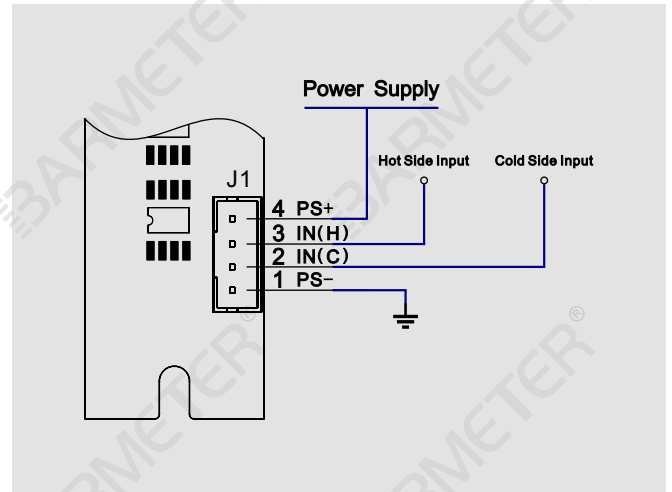 Power Supply
Hot Side Input
Cold Side Input
J1
4 PS+
3 IN(H)
2 IN(C)
1 PS-
BARMETER®
BARMETER®
BARMETER®
BARMETER®